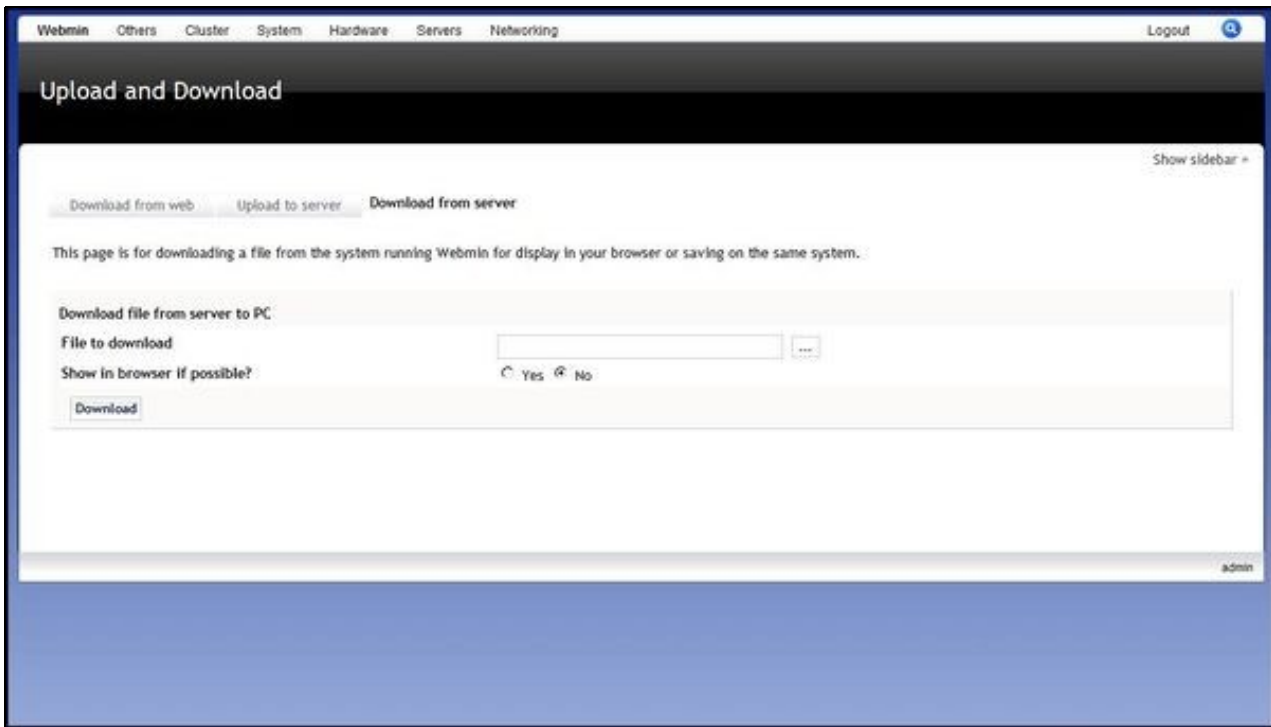 Webmin Others Cluster System Hardware Servers Networking Logout
Upload and Download
Show sidebar
Download from web Upload to server Download from server
This page is for downloading a file from the system running Webmin for display in your browser or saving on the same system.
Download file from server to PC
File to download ...
Show in browser if possible? Yes No
Download
admin